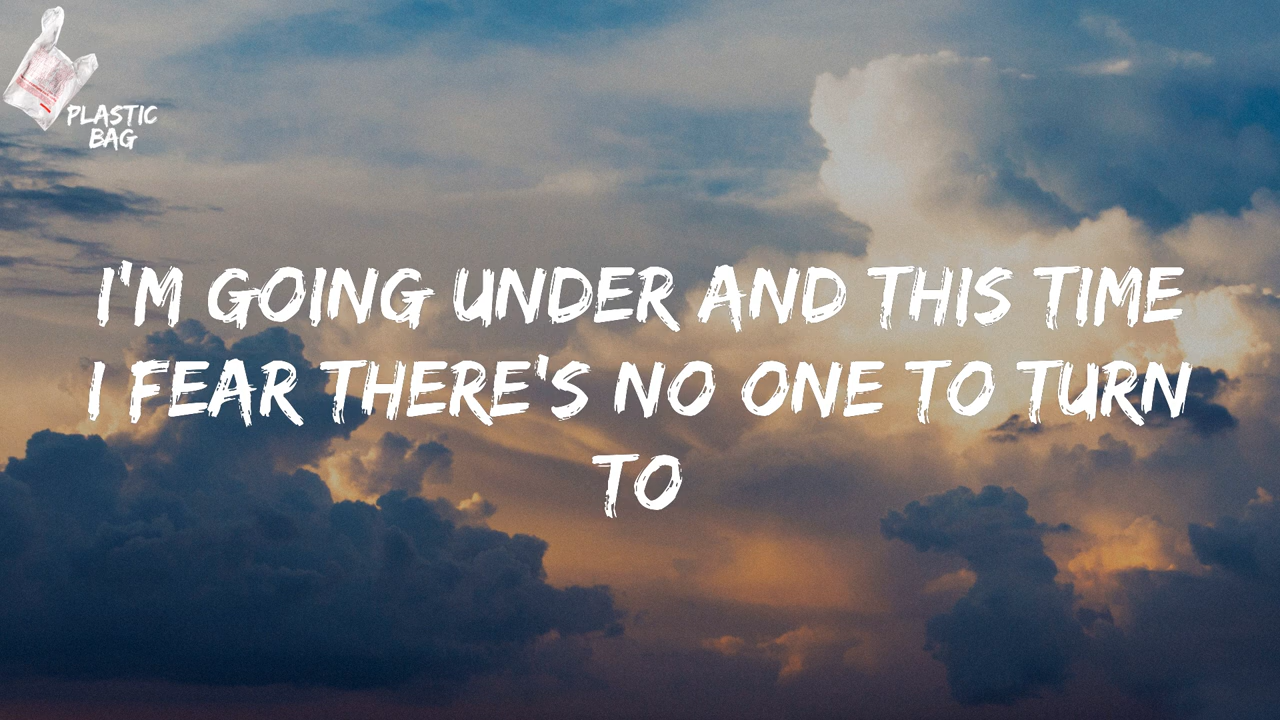 PLASTIC
BAG
I'M GOING UNDER AND THIS TIME
I FEAR THERE'S NO ONE TO TURN
TO